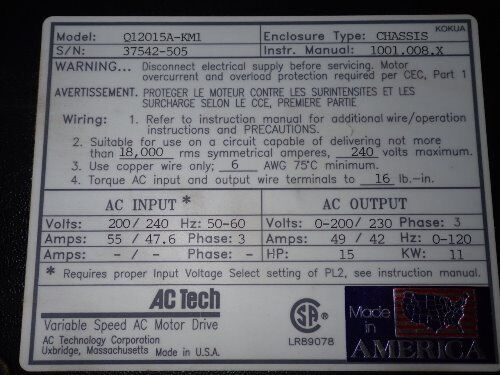 KOKUA
Model: Q12015A-KM1 Enclosure Type: CHASSIS
S/N: 37542-505 Instr. Manual: 1001.008.X
WARNING... Disconnect electrical supply before servicing. Motor
overcurrent and overload protection required per CEC, Part 1
AVERTISSEMENT. PROTEGER LE MOTEUR CONTRE LES SURINTENSITES ET LES
SURCHARGE SELON LE CCE, PREMIERE PARTIE
Wiring: 1. Refer to instruction manual for additional wire/operation
instructions and PRECAUTIONS.
2. Suitable for use on a circuit capable of delivering not more
than 18,000 rms symmetrical amperes, 240 volts maximum.
3. Use copper wire only; 6 AWG 75°C minimum.
4. Torque AC input and output wire terminals to 16 lb.-in.
AC INPUT * AC OUTPUT
Volts: 200/ 240 Hz: 50-60 Volts: 0-200/ 230 Phase: 3
Amps: 55 / 47.6 Phase: 3 Amps: 49 / 42 Hz: 0-120
Amps: - / - Phase: - HP: 15 KW: 11
* Requires proper Input Voltage Select setting of PL2, see instruction manual.
AC Tech
Variable Speed AC Motor Drive
AC Technology Corporation
Uxbridge, Massachusetts Made in U.S.A.
SA
LR89078
Made in
AMERICA